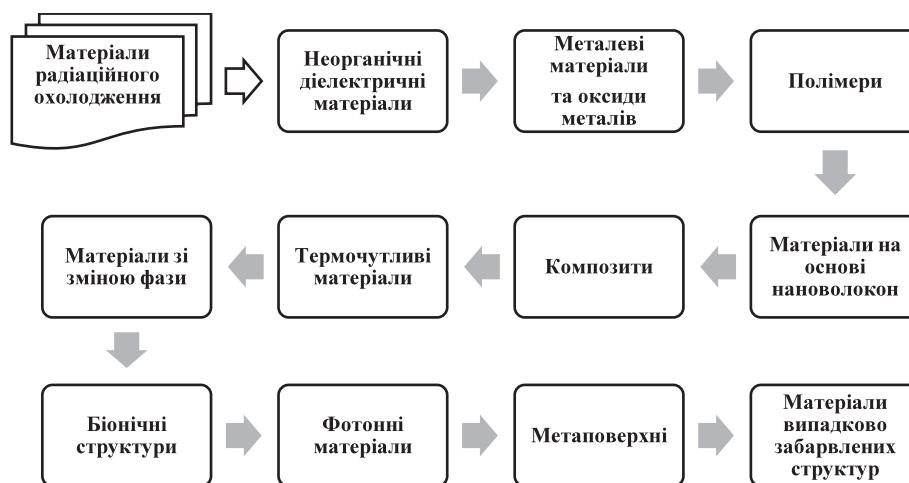 Матеріали
радіаційного
охолодження
Неорганічні
діелектричні
матеріали
Металеві
матеріали
та оксиди
металів
Полімери
Матеріали на
основі
нановолокон
Композити
Термочутливі
матеріали
Матеріали зі
зміною фази
Біонічні
структури
Фотонні
матеріали
Метаповерхні
Матеріали
випадково
забарвлених
структур